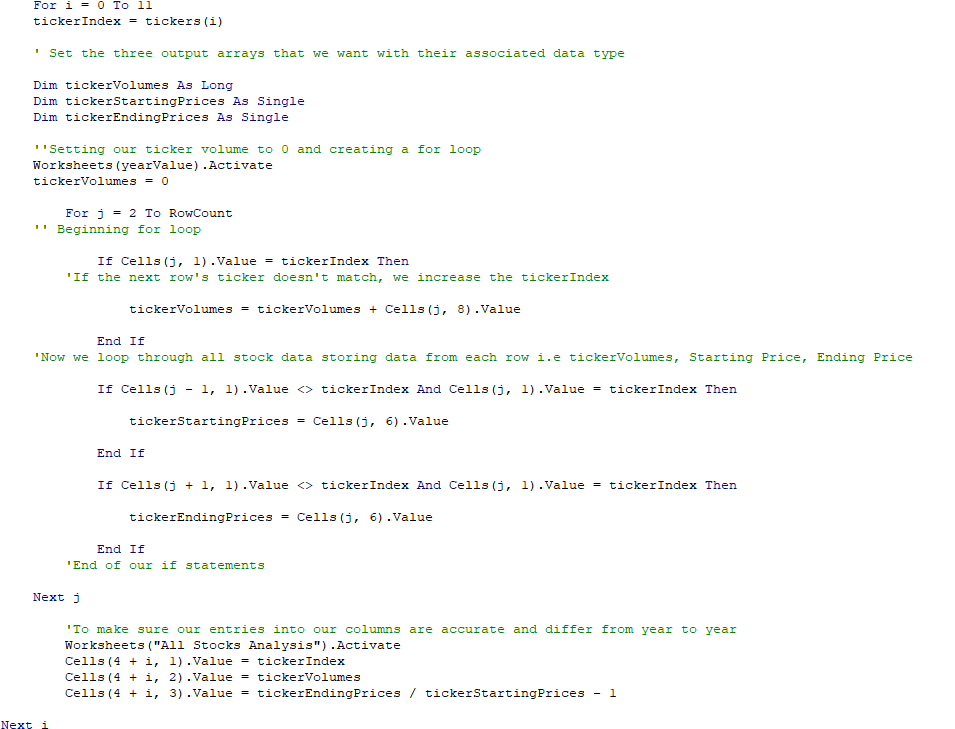 For i = 0 To 11
tickerIndex = tickers(i)
' Set the three output arrays that we want with their associated data type
Dim tickerVolumes As Long
Dim tickerStartingPrices As Single
Dim tickerEndingPrices As Single
''Setting our ticker volume to 0 and creating a for loop
Worksheets(yearValue).Activate
tickerVolumes = 0
For j = 2 To RowCount
'' Beginning for loop
If Cells(j, 1).Value = tickerIndex Then
'If the next row's ticker doesn't match, we increase the tickerIndex
tickerVolumes = tickerVolumes + Cells(j, 8).Value
End If
'Now we loop through all stock data storing data from each row i.e tickerVolumes, Starting Price, Ending Price
If Cells(j - 1, 1).Value <> tickerIndex And Cells(j, 1).Value = tickerIndex Then
tickerStartingPrices = Cells(j, 6).Value
End If
If Cells(j + 1, 1).Value <> tickerIndex And Cells(j, 1).Value = tickerIndex Then
tickerEndingPrices = Cells(j, 6).Value
End If
'End of our if statements
Next j
'To make sure our entries into our columns are accurate and differ from year to year
Worksheets("All Stocks Analysis").Activate
Cells(4 + i, 1).Value = tickerIndex
Cells(4 + i, 2).Value = tickerVolumes
Cells(4 + i, 3).Value = tickerEndingPrices / tickerStartingPrices - 1
Next i